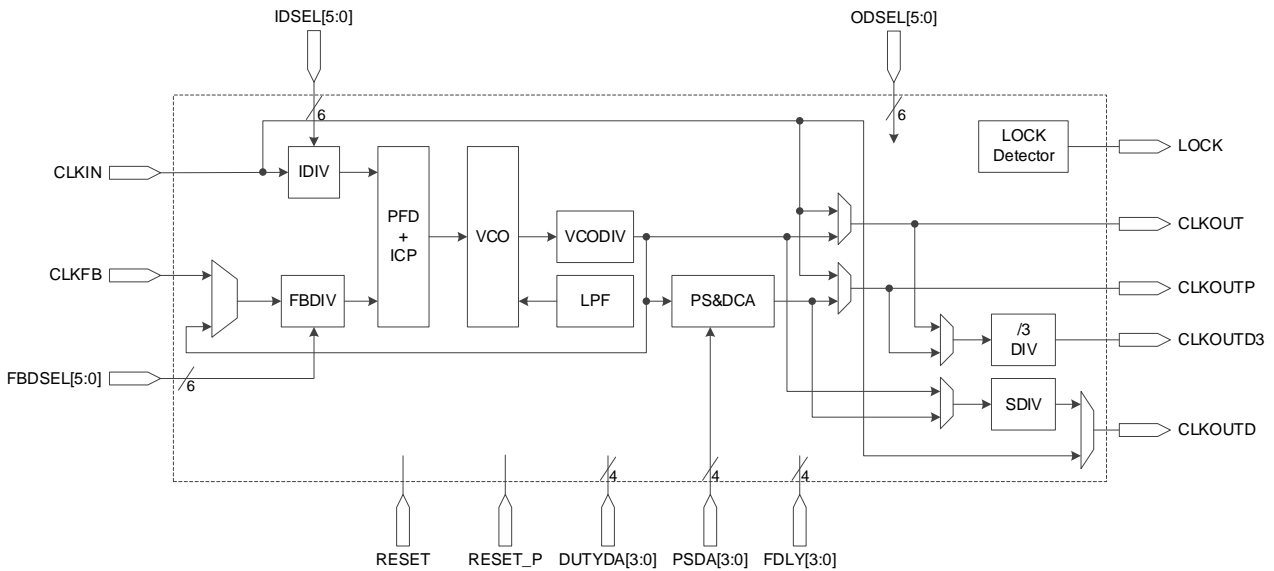 IDSEL[5:0]
ODSEL[5:0]
6
6
LOCK
Detector
LOCK
CLKIN
IDIV
PFD
+
ICP
VCO
VCODIV
CLKOUT
CLKFB
FBDIV
LPF
PS&DCA
CLKOUTP
/3
DIV
CLKOUTD3
FBDSEL[5:0]
6
SDIV
CLKOUTD
4
4
4
RESET
RESET_P
DUTYDA[3:0]
PSDA[3:0]
FDLY[3:0]